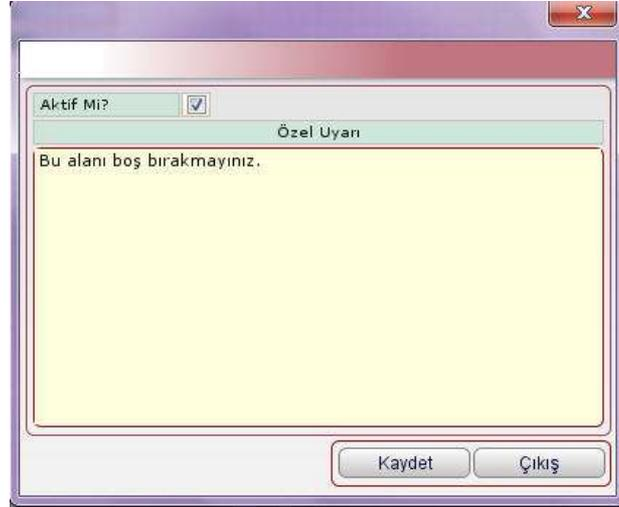 X
Aktif Mi?
Özel Uyarı
Bu alanı boş bırakmayınız.
Kaydet
Çıkış